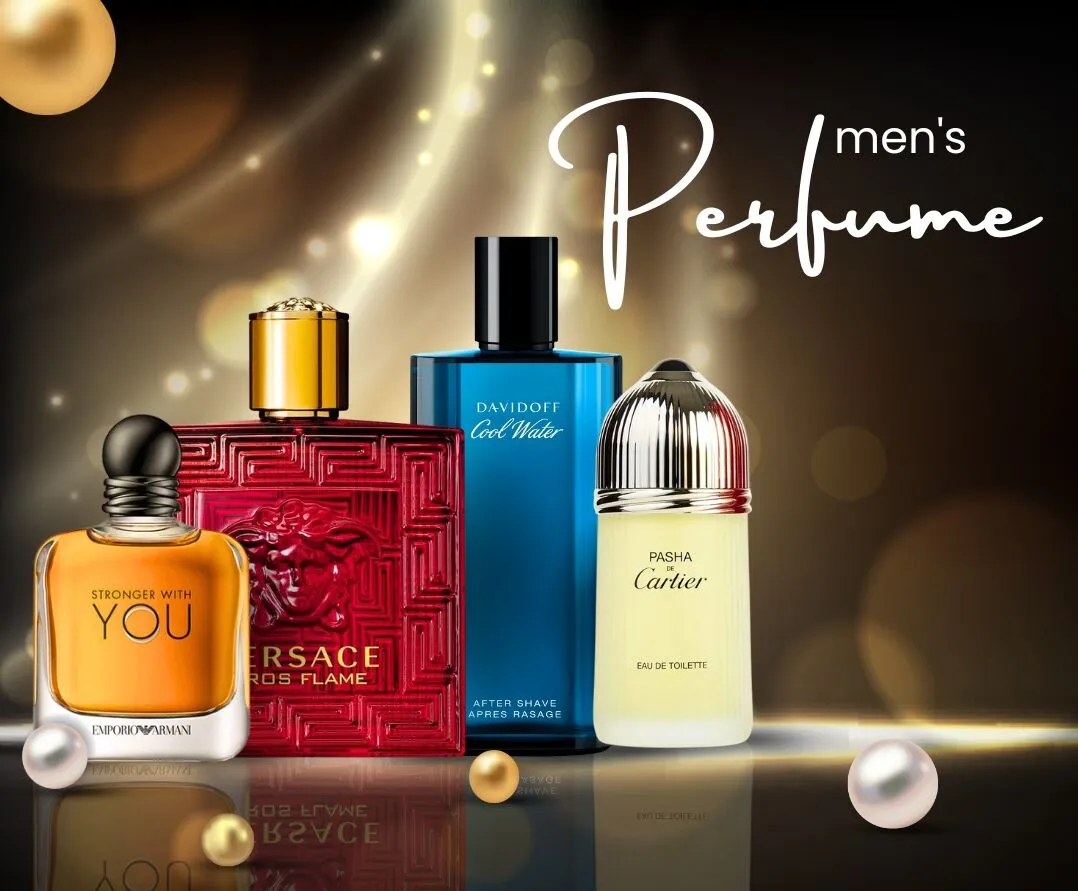 men's
Perfume
DAVIDOFF
Cool Water
AFTER SHAVE
APRES RASAGE
PASHA
DE
Cartier
EAU DE TOILETTE
STRONGER WITH
YOU
EMPORIO ARMANI
ERSACE
ROS FLAME